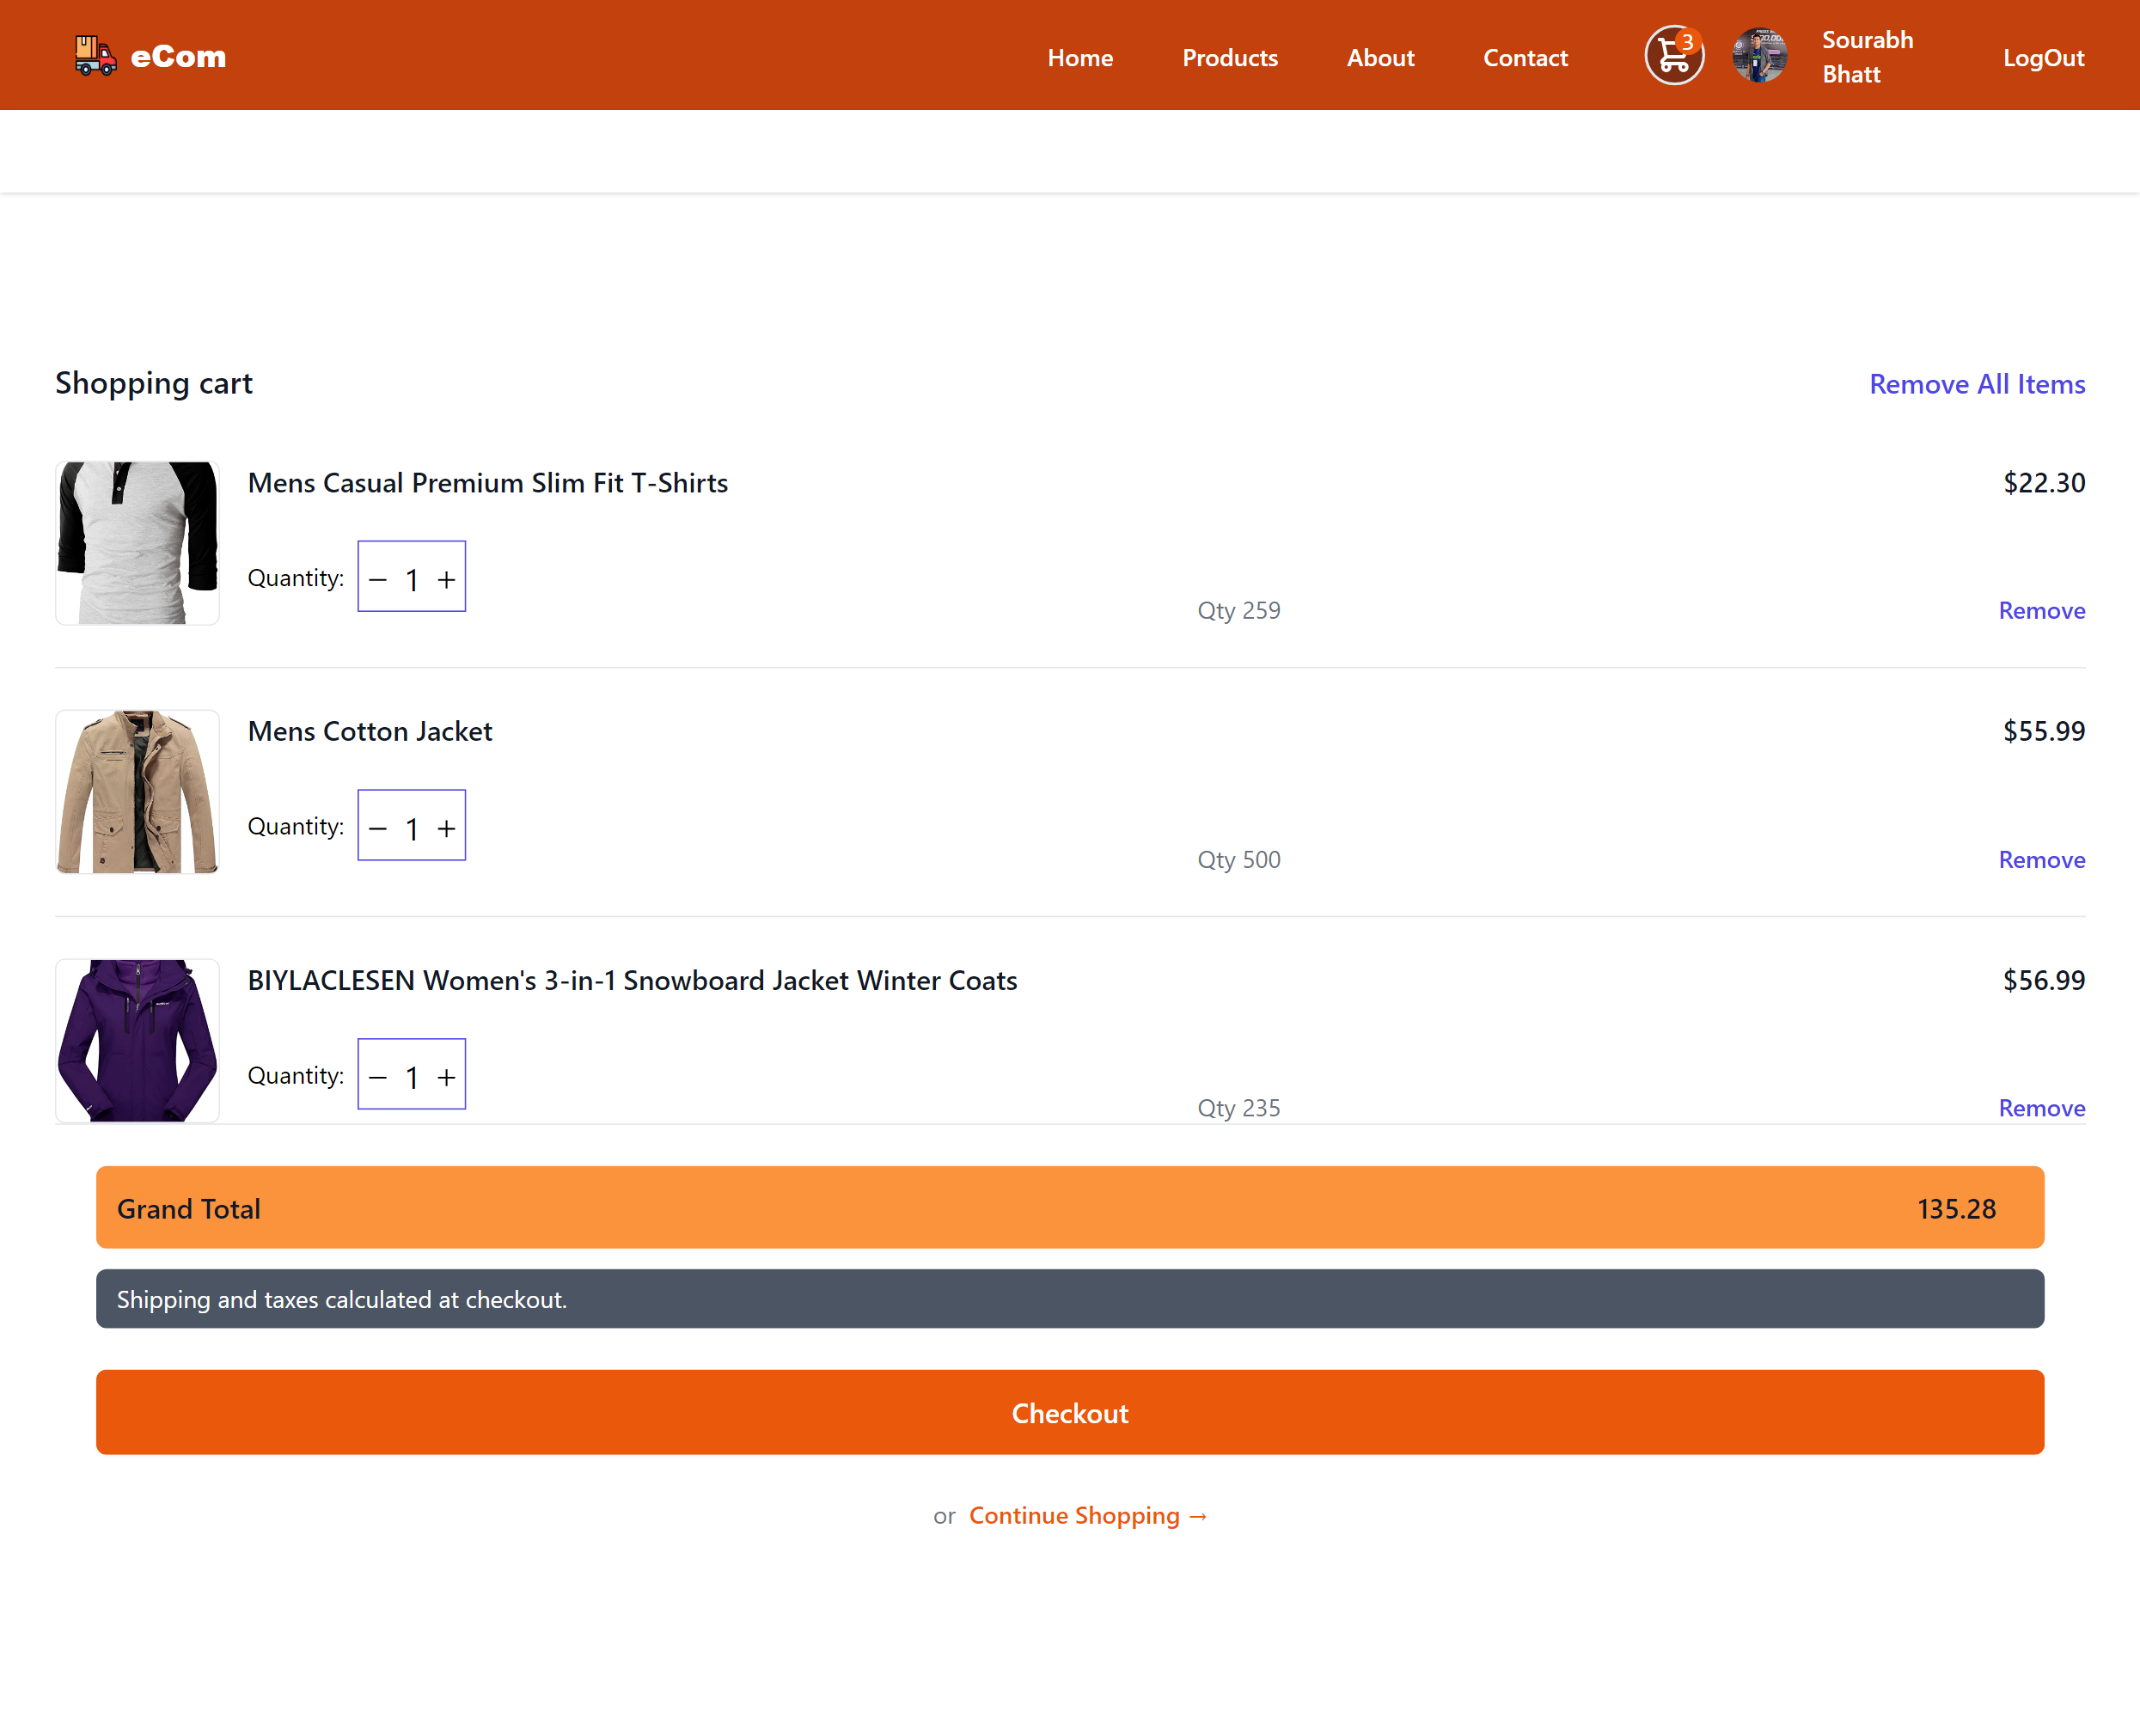 eCom
Home Products About Contact 3 Sourabh Bhatt LogOut
Shopping cart Remove All Items
Mens Casual Premium Slim Fit T-Shirts $22.30
Quantity: − 1 +
Qty 259 Remove
Mens Cotton Jacket $55.99
Quantity: − 1 +
Qty 500 Remove
BIYLACLESEN Women's 3-in-1 Snowboard Jacket Winter Coats $56.99
Quantity: − 1 +
Qty 235 Remove
Grand Total 135.28
Shipping and taxes calculated at checkout.
Checkout
or Continue Shopping →